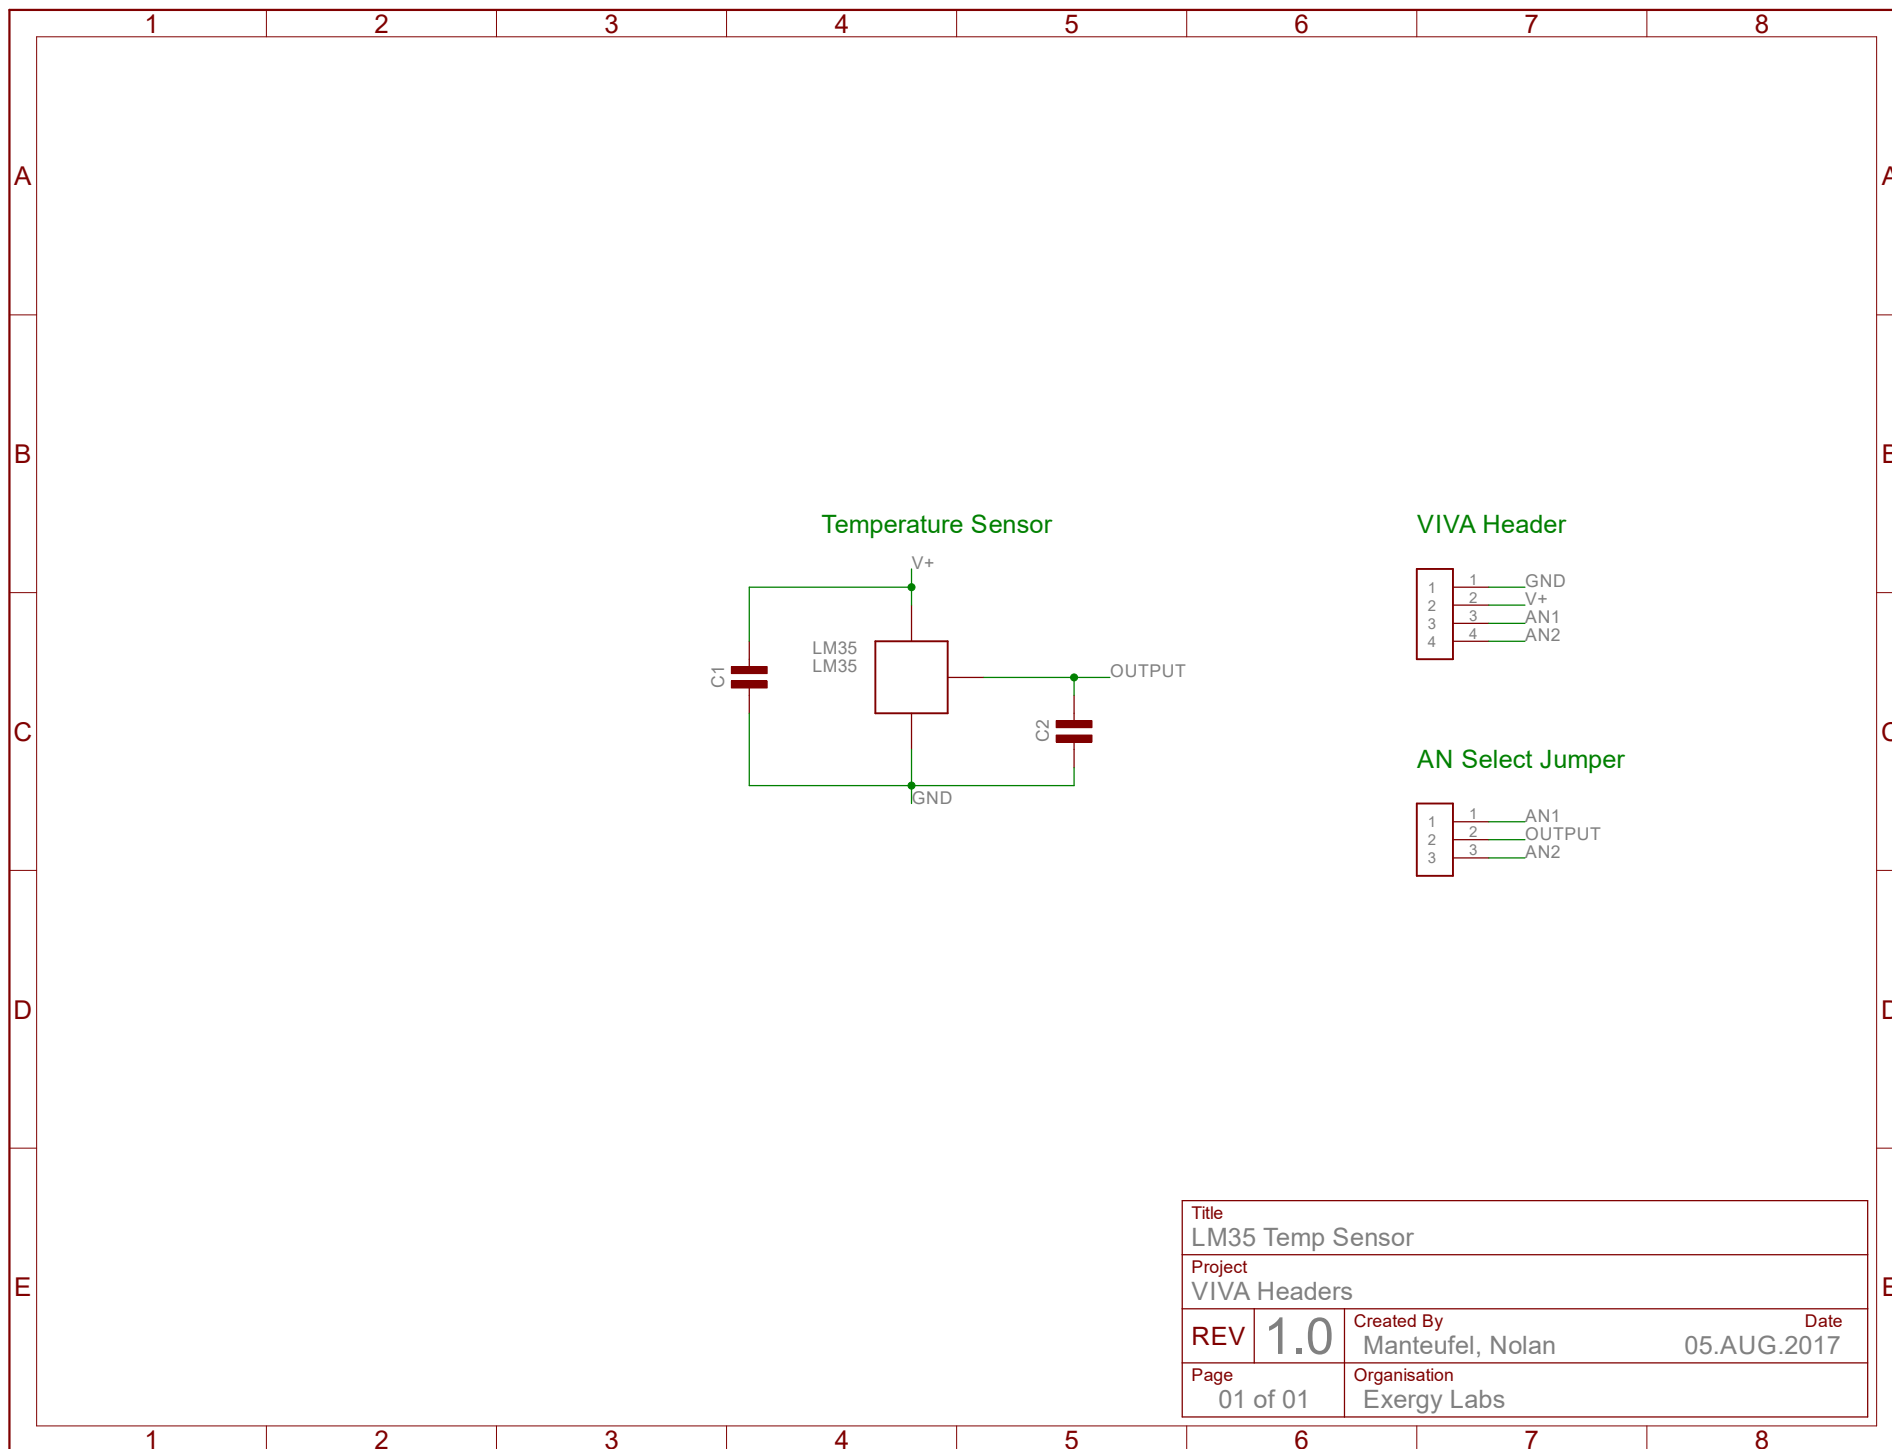 1 2 3 4 5 6 7 8
A A
B B
C C
D D
E E
Temperature Sensor
V+
LM35
LM35
C1
OUTPUT
C2
GND
VIVA Header
1 1 GND
2 2 V+
3 3 AN1
4 4 AN2
AN Select Jumper
1 1 AN1
2 2 OUTPUT
3 3 AN2
Title
LM35 Temp Sensor
Project
VIVA Headers
REV 1.0
Created By
Manteufel, Nolan
Date
05.AUG.2017
Page
01 of 01
Organisation
Exergy Labs
1 2 3 4 5 6 7 8